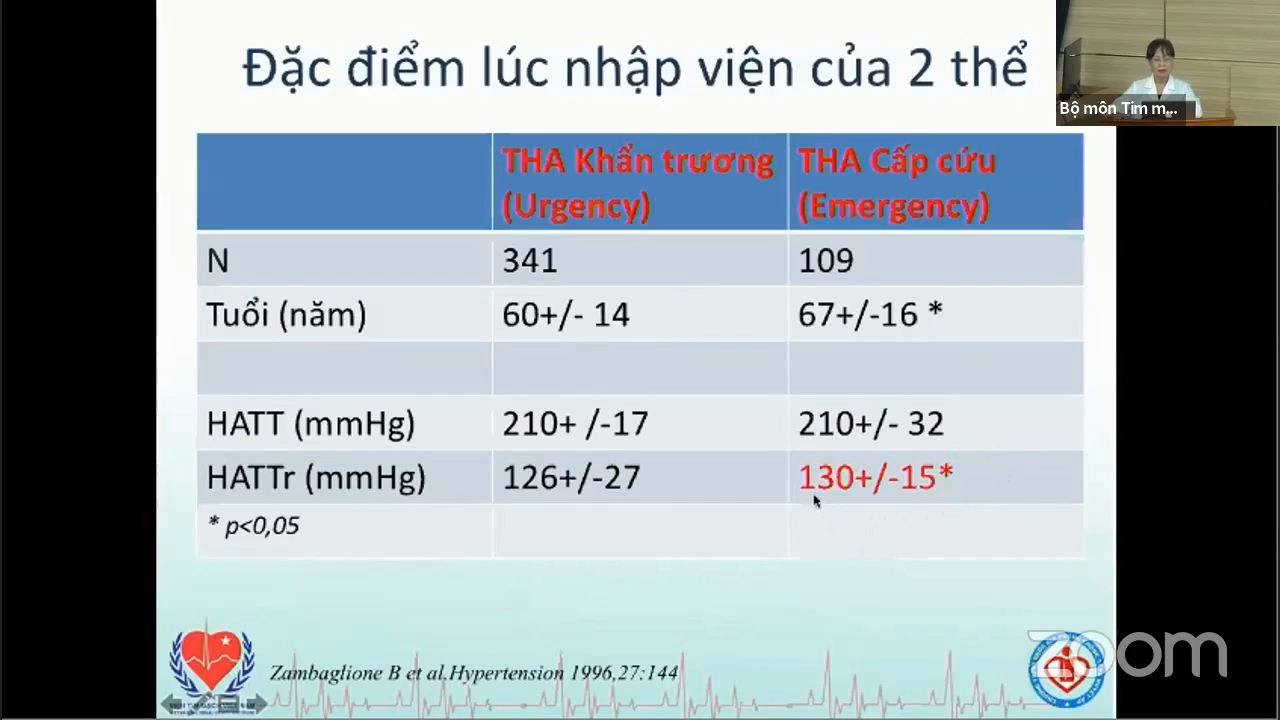 Đặc điểm lúc nhập viện của 2 thể
Bộ môn Tim m...
THA Khẩn trương (Urgency)
THA Cấp cứu (Emergency)
N 341 109
Tuổi (năm) 60+/- 14 67+/-16 *
HATT (mmHg) 210+ /-17 210+/- 32
HATTr (mmHg) 126+/-27 130+/-15*
* p<0,05
Zambaglione B et al.Hypertension 1996,27:144
zoom